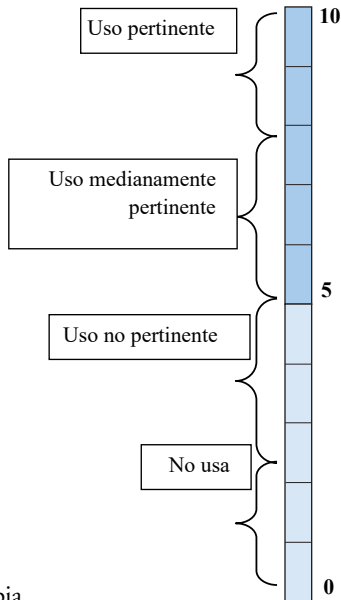 Uso pertinente
10
Uso medianamente
pertinente
5
Uso no pertinente
No usa
0